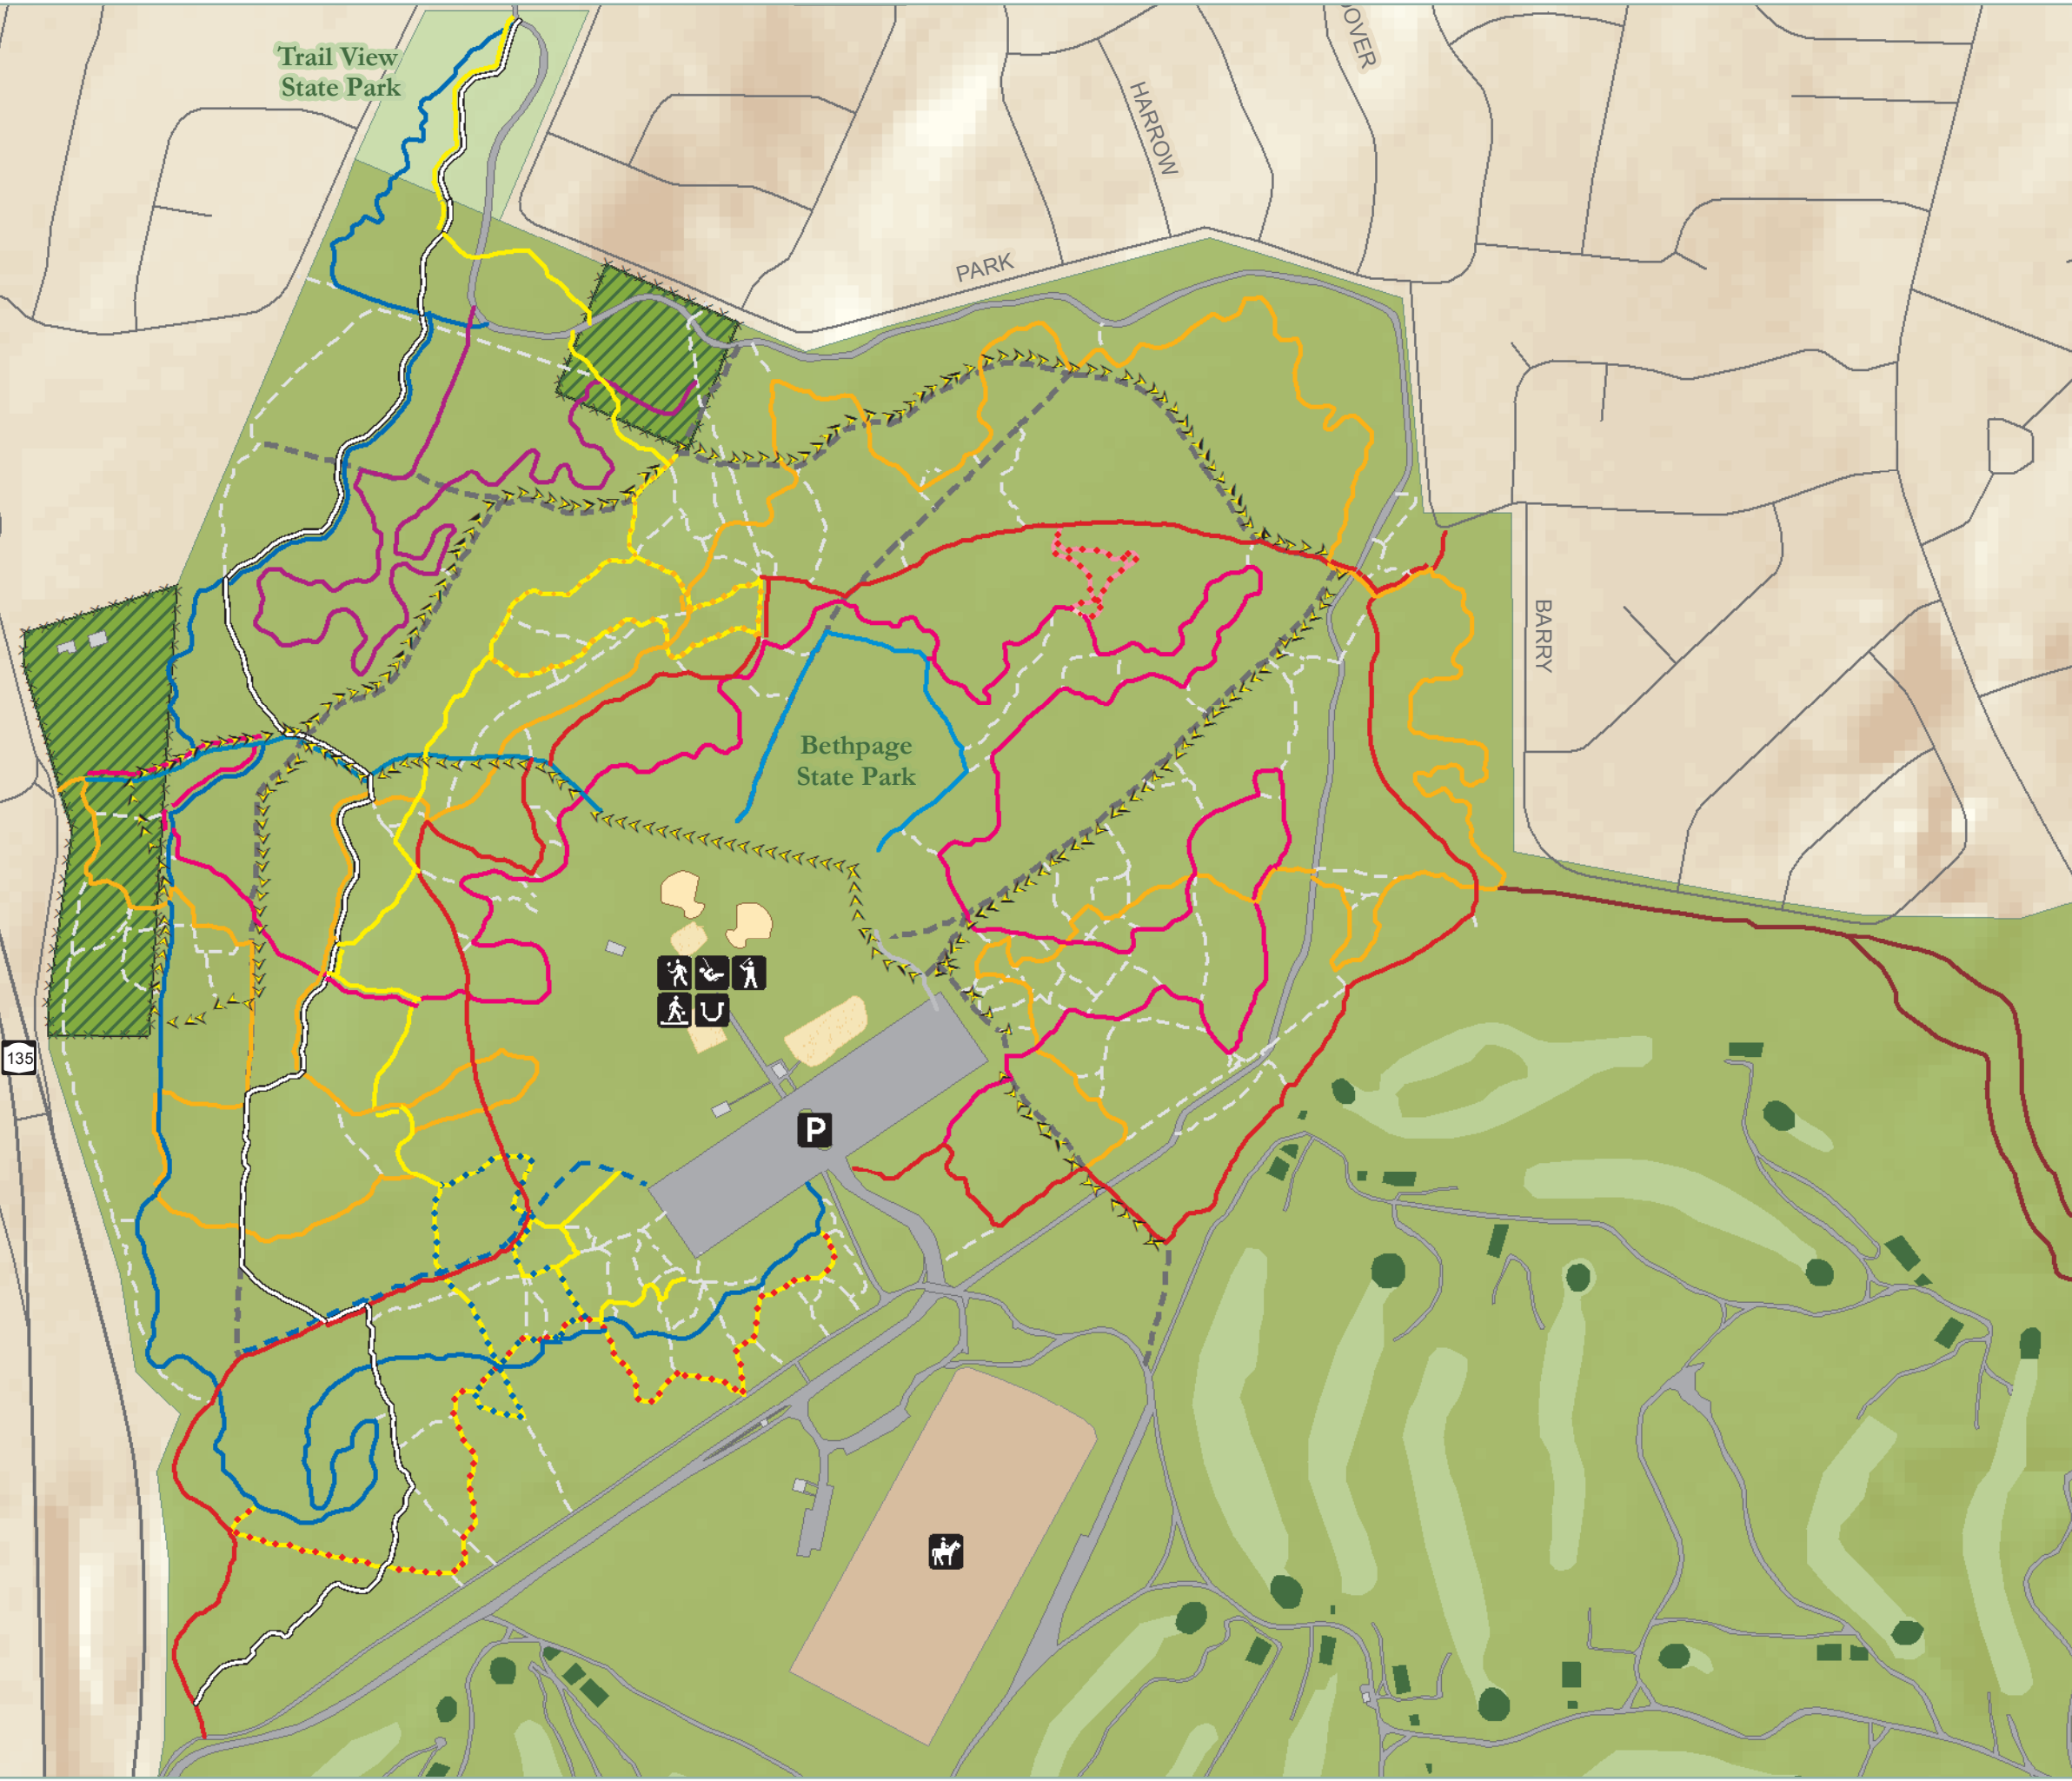 OVER
Trail View
State Park
HARROW
PARK
BARRY
Bethpage
State Park
135
P